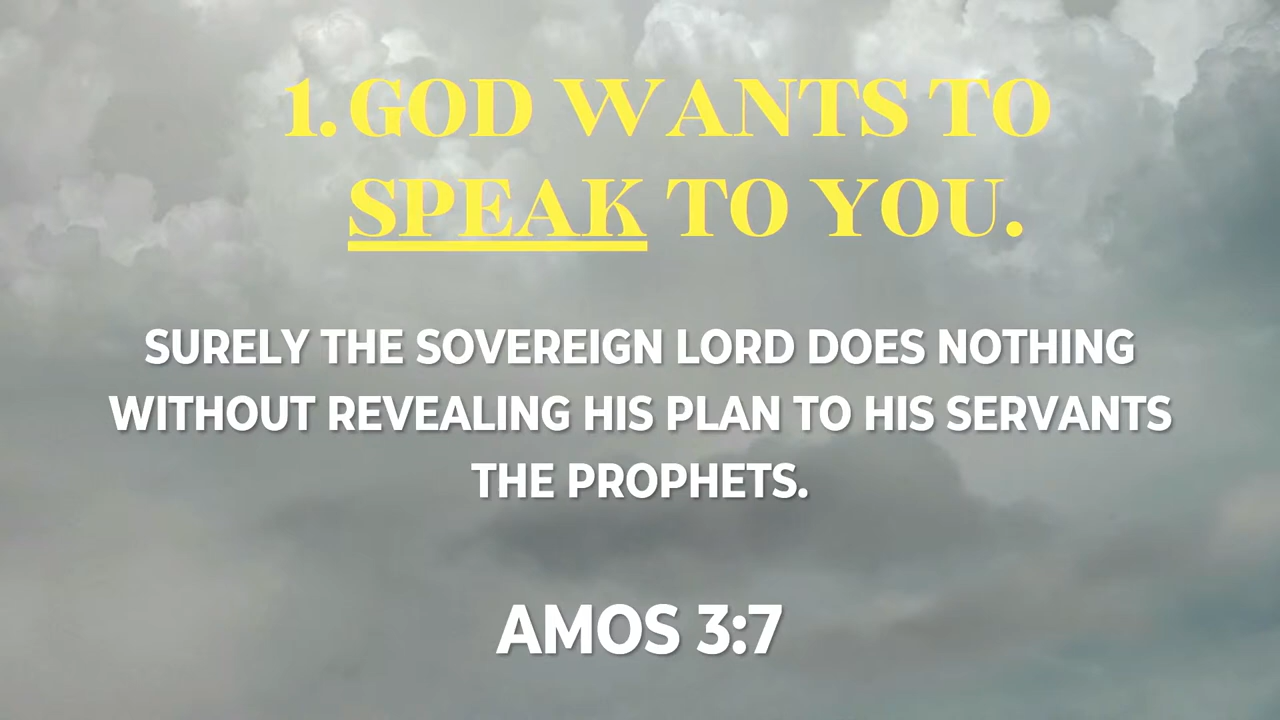 1. GOD WANTS TO
SPEAK TO YOU.
SURELY THE SOVEREIGN LORD DOES NOTHING
WITHOUT REVEALING HIS PLAN TO HIS SERVANTS
THE PROPHETS.
AMOS 3:7